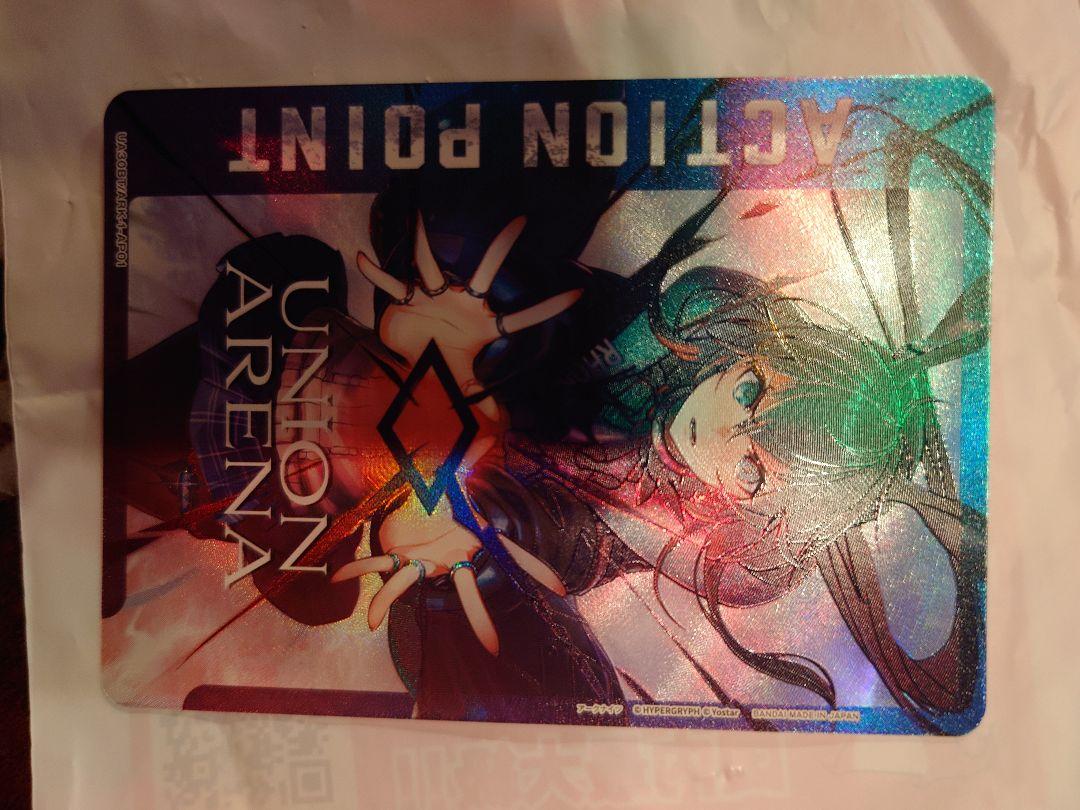 ACTION POINT
UNION
ARENA
アークナイツ ©HYPERGRYPH ©Yostar BANDAI MADE IN JAPAN